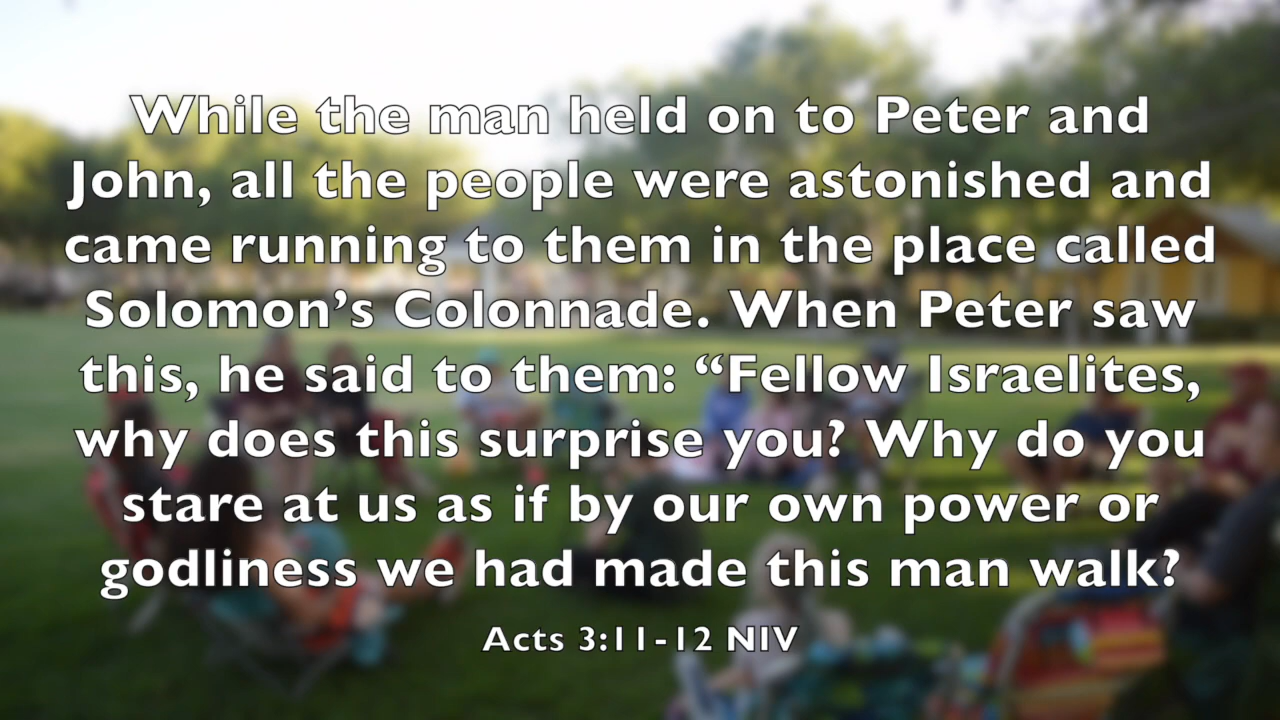 While the man held on to Peter and
John, all the people were astonished and
came running to them in the place called
Solomon’s Colonnade. When Peter saw
this, he said to them: “Fellow Israelites,
why does this surprise you? Why do you
stare at us as if by our own power or
godliness we had made this man walk?
Acts 3:11-12 NIV